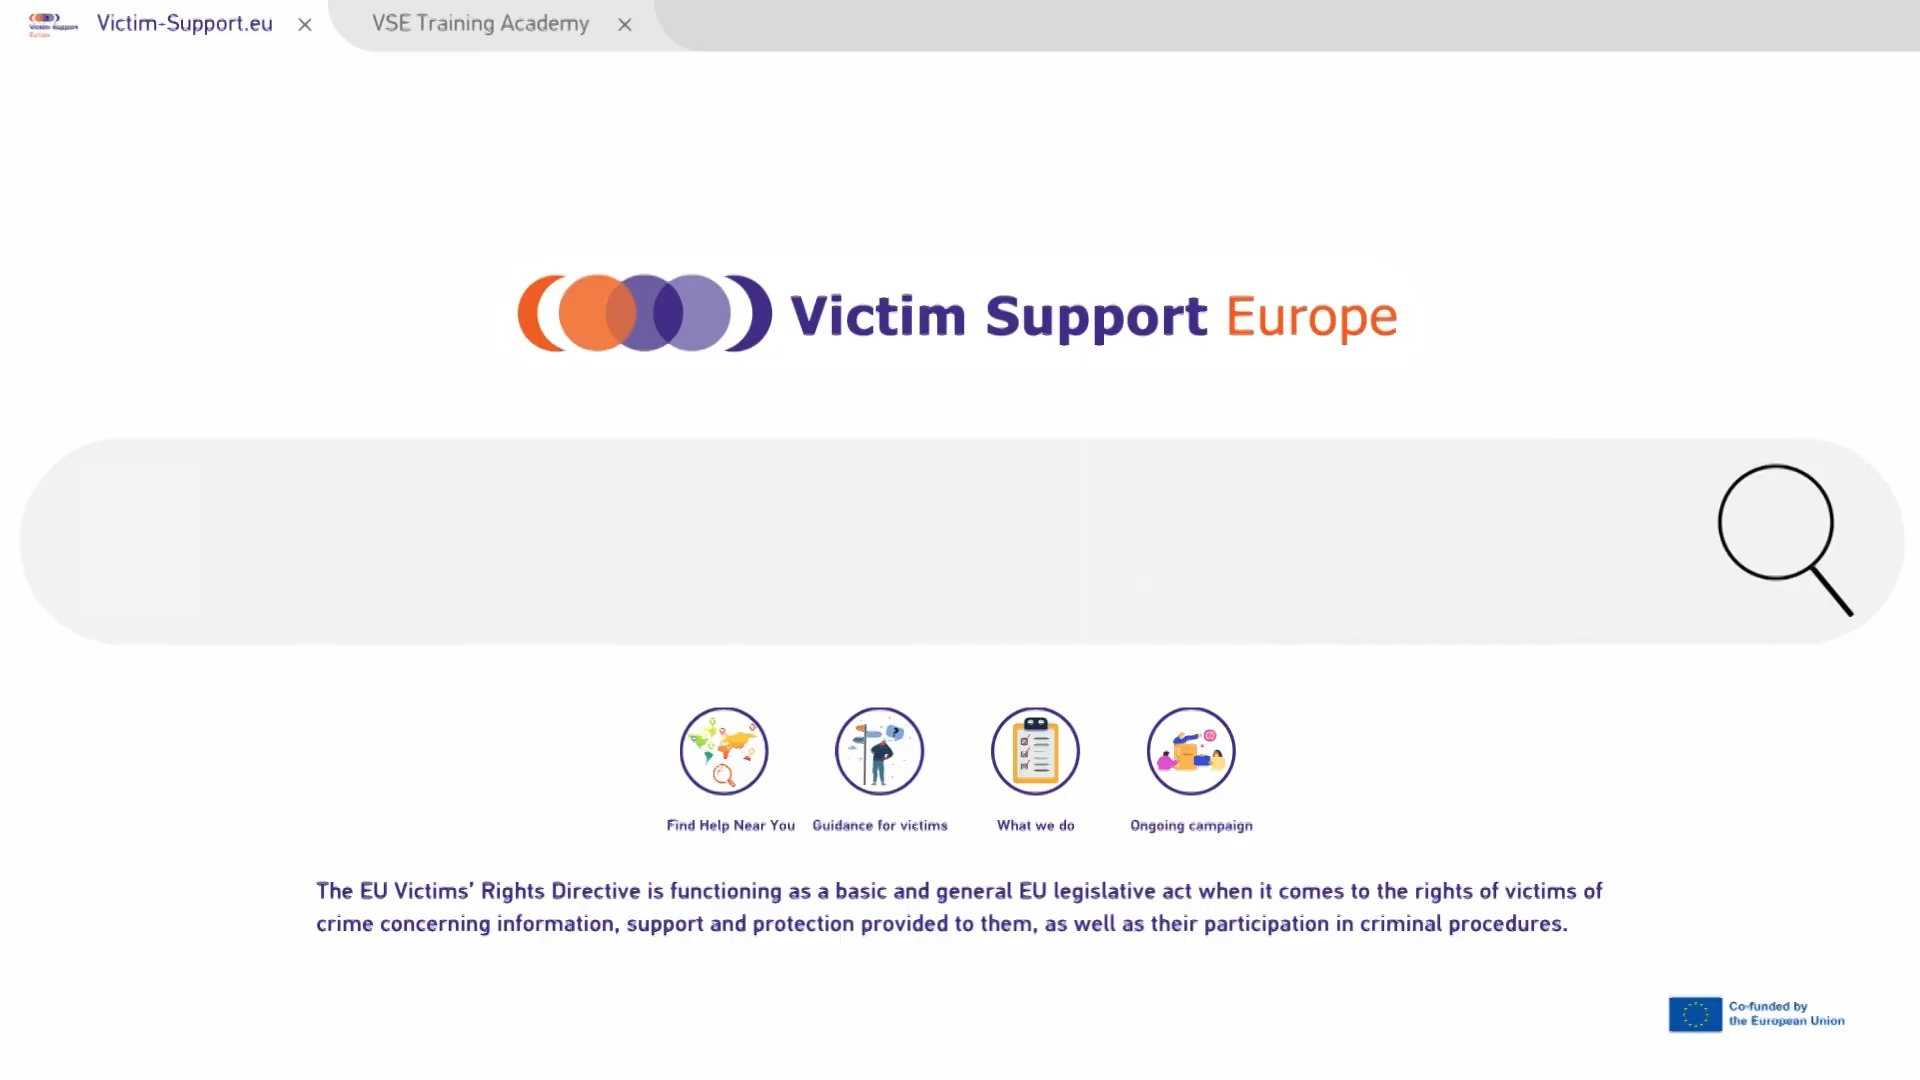 Victim-Support.eu
VSE Training Academy
Victim Support Europe
Find Help Near You
Guidance for victims
What we do
Ongoing campaign
The EU Victims’ Rights Directive is functioning as a basic and general EU legislative act when it comes to the rights of victims of
crime concerning information, support and protection provided to them, as well as their participation in criminal procedures.
Co-funded by
the European Union